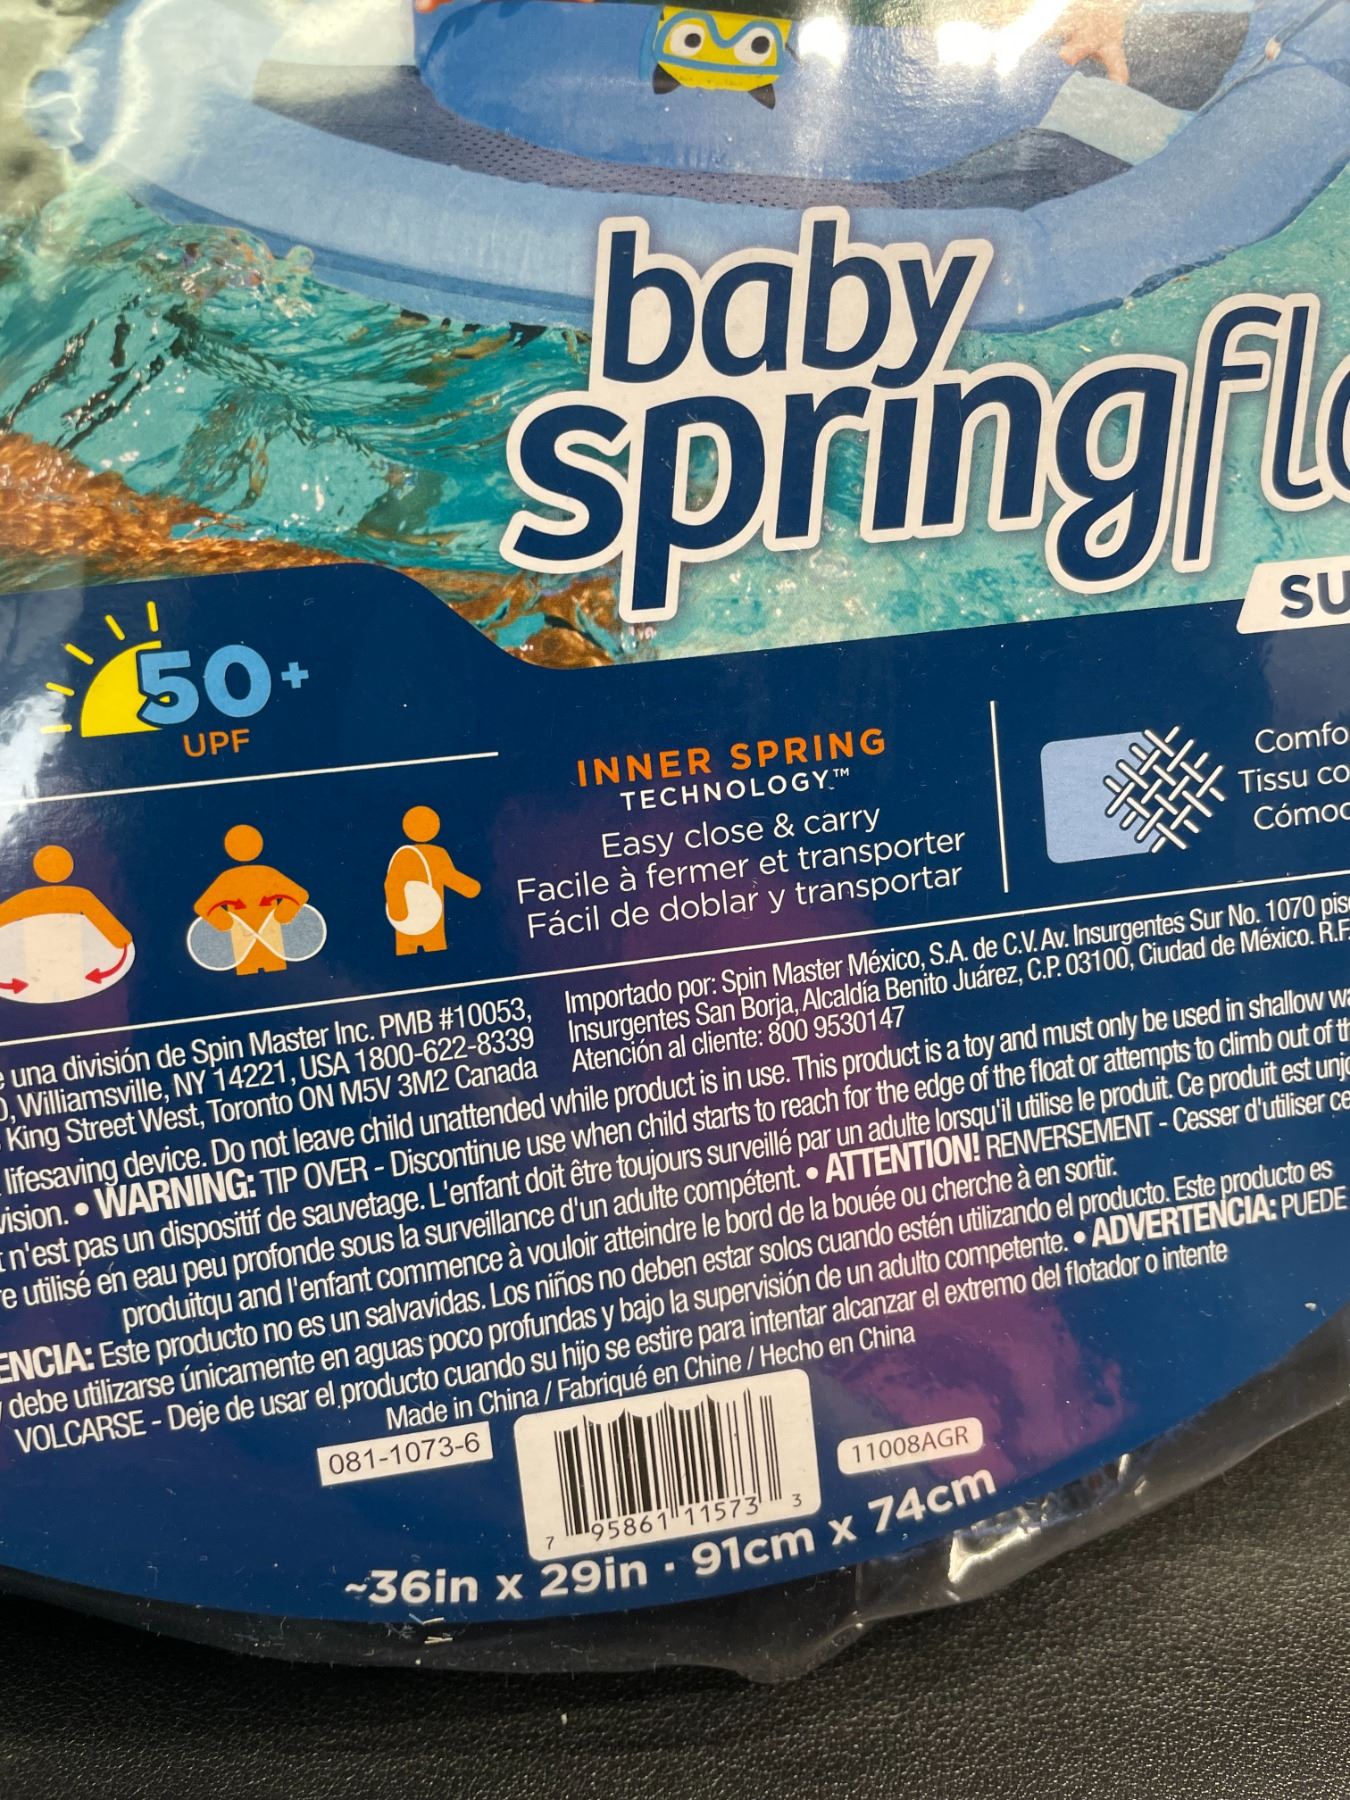 baby
springfl
SU
50+
UPF
INNER SPRING
TECHNOLOGY™
Easy close & carry
Facile à fermer et transporter
Fácil de doblar y transportar
Comfo
Tissu co
Cómod
una división de Spin Master Inc. PMB #10053,
, Williamsville, NY 14221, USA 1800-622-8339
King Street West, Toronto ON M5V 3M2 Canada
Importado por: Spin Master México, S.A. de C.V. Av. Insurgentes Sur No. 1070 pis
Insurgentes San Borja, Alcaldía Benito Juárez, C.P. 03100, Ciudad de México. R.F.
Atención al cliente: 800 9530147
lifesaving device. Do not leave child unattended while product is in use. This product is a toy and must only be used in shallow wa
vision. • WARNING: TIP OVER - Discontinue use when child starts to reach for the edge of the float or attempts to climb out of th
n'est pas un dispositif de sauvetage. L'enfant doit être toujours surveillé par un adulte lorsqu'il utilise le produit. Ce produit est unj
e utilisé en eau peu profonde sous la surveillance d'un adulte compétent. • ATTENTION! RENVERSEMENT - Cesser d'utiliser ce
produitqu and l'enfant commence à vouloir atteindre le bord de la bouée ou cherche à en sortir.
ENCIA: Este producto no es un salvavidas. Los niños no deben estar solos cuando estén utilizando el producto. Este producto es
debe utilizarse únicamente en aguas poco profundas y bajo la supervisión de un adulto competente. • ADVERTENCIA: PUEDE
VOLCARSE - Deje de usar el producto cuando su hijo se estire para intentar alcanzar el extremo del flotador o intente
Made in China / Fabriqué en Chine / Hecho en China
081-1073-6
7 95861 11573 3
11008AGR
~36in x 29in · 91cm x 74cm